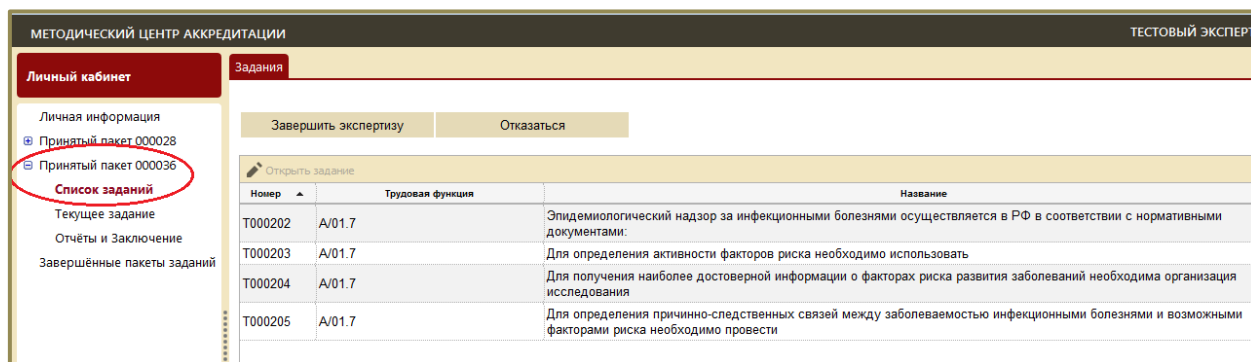 МЕТОДИЧЕСКИЙ ЦЕНТР АККРЕДИТАЦИИ
ТЕСТОВЫЙ ЭКСПЕРТ
Личный кабинет
Личная информация
Принятый пакет 000028
Принятый пакет 000036
Список заданий
Текущее задание
Отчёты и Заключение
Завершённые пакеты заданий
Задания
Завершить экспертизу
Отказаться
Открыть задание
Номер Трудовая функция Название
T000202 A/01.7 Эпидемиологический надзор за инфекционными болезнями осуществляется в РФ в соответствии с нормативными
документами:
T000203 A/01.7 Для определения активности факторов риска необходимо использовать
T000204 A/01.7 Для получения наиболее достоверной информации о факторах риска развития заболеваний необходима организация
исследования
T000205 A/01.7 Для определения причинно-следственных связей между заболеваемостью инфекционными болезнями и возможными
факторами риска необходимо провести